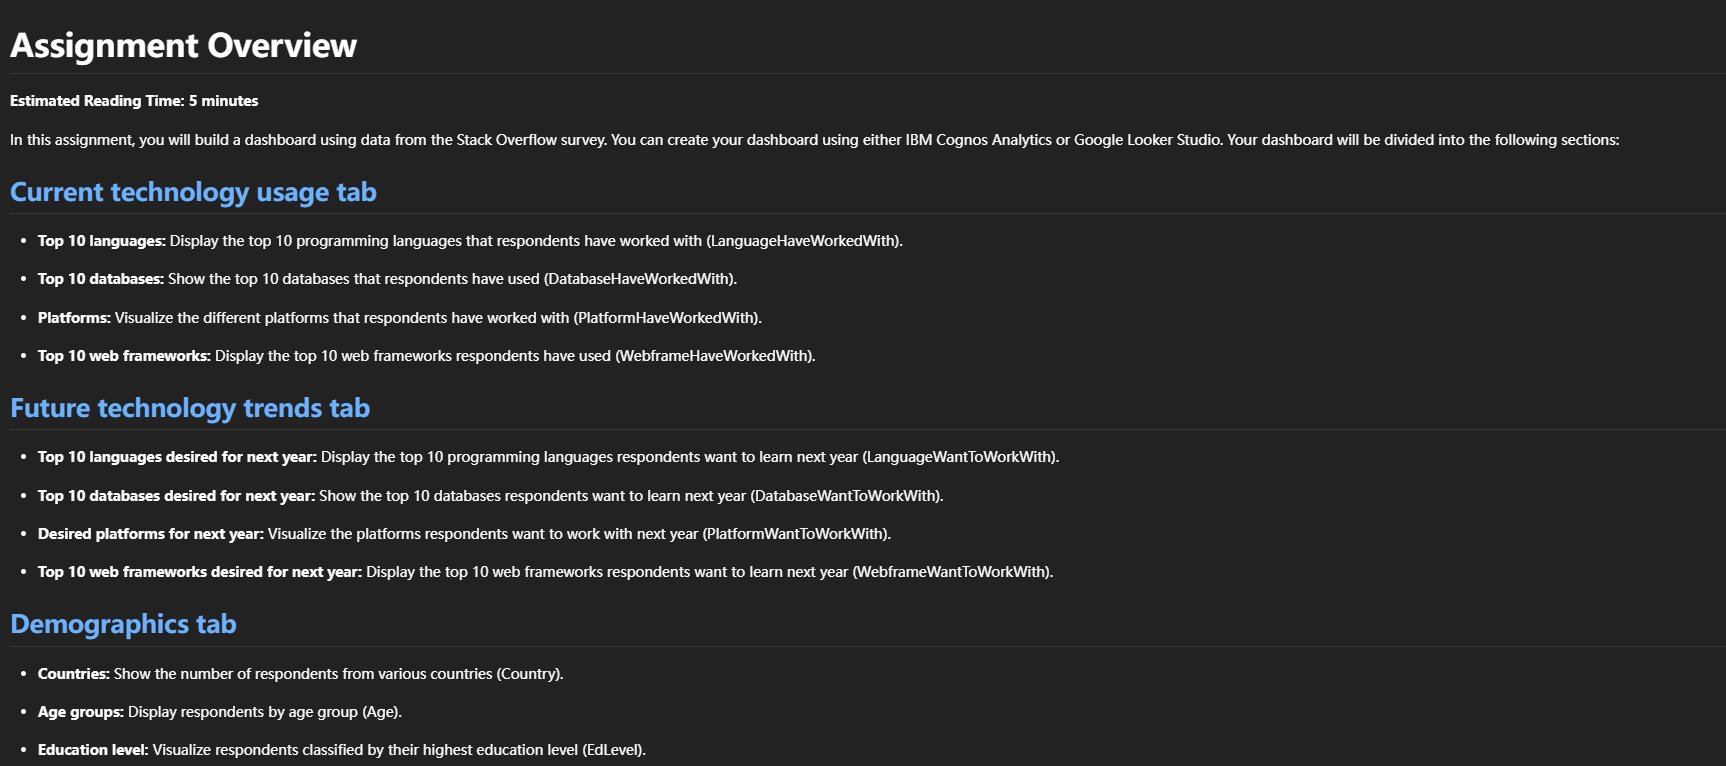 Assignment Overview
Estimated Reading Time: 5 minutes
In this assignment, you will build a dashboard using data from the Stack Overflow survey. You can create your dashboard using either IBM Cognos Analytics or Google Looker Studio. Your dashboard will be divided into the following sections:
Current technology usage tab
• Top 10 languages: Display the top 10 programming languages that respondents have worked with (LanguageHaveWorkedWith).
• Top 10 databases: Show the top 10 databases that respondents have used (DatabaseHaveWorkedWith).
• Platforms: Visualize the different platforms that respondents have worked with (PlatformHaveWorkedWith).
• Top 10 web frameworks: Display the top 10 web frameworks respondents have used (WebframeHaveWorkedWith).
Future technology trends tab
• Top 10 languages desired for next year: Display the top 10 programming languages respondents want to learn next year (LanguageWantToWorkWith).
• Top 10 databases desired for next year: Show the top 10 databases respondents want to learn next year (DatabaseWantToWorkWith).
• Desired platforms for next year: Visualize the platforms respondents want to work with next year (PlatformWantToWorkWith).
• Top 10 web frameworks desired for next year: Display the top 10 web frameworks respondents want to learn next year (WebframeWantToWorkWith).
Demographics tab
• Countries: Show the number of respondents from various countries (Country).
• Age groups: Display respondents by age group (Age).
• Education level: Visualize respondents classified by their highest education level (EdLevel).